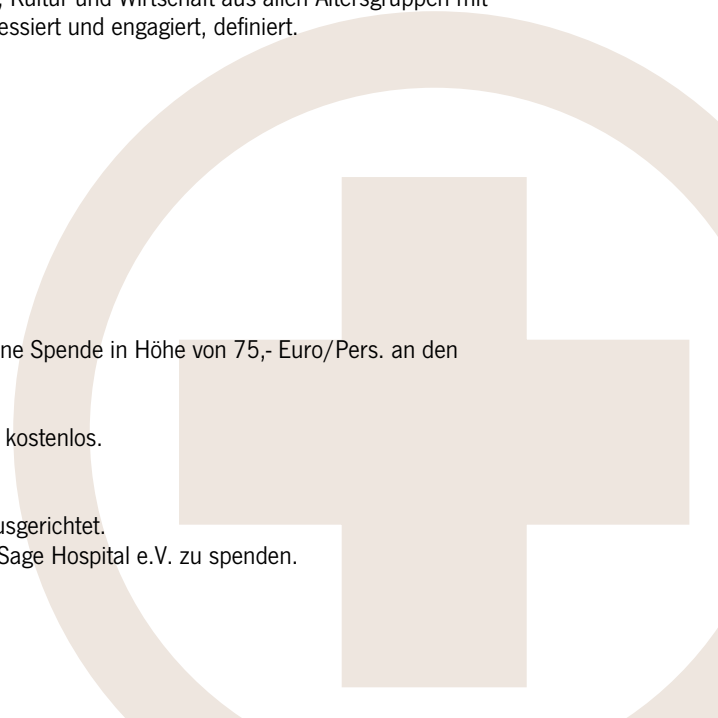 , Kultur und Wirtschaft aus allen Altersgruppen mit
essiert und engagiert, definiert.
ne Spende in Höhe von 75,- Euro/Pers. an den
kostenlos.
usgerichtet.
Sage Hospital e.V. zu spenden.